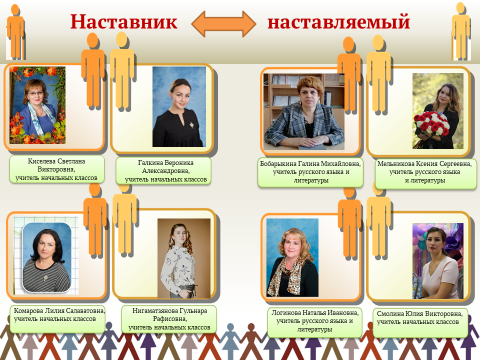 Наставник наставляемый
Киселева Светлана
Викторовна,
учитель начальных классов
Галкина Вероника
Александровна,
учитель начальных классов
Бобарыкина Галина Михайловна,
учитель русского языка и
литературы
Мельникова Ксения Сергеевна,
учитель русского языка
и литературы
Комарова Лилия Салаватовна,
учитель начальных классов
Нигаматянова Гульнара
Рафисовна,
учитель начальных классов
Логинова Наталья Ивановна,
учитель русского языка и
литературы
Смолина Юлия Викторовна,
учитель начальных классов